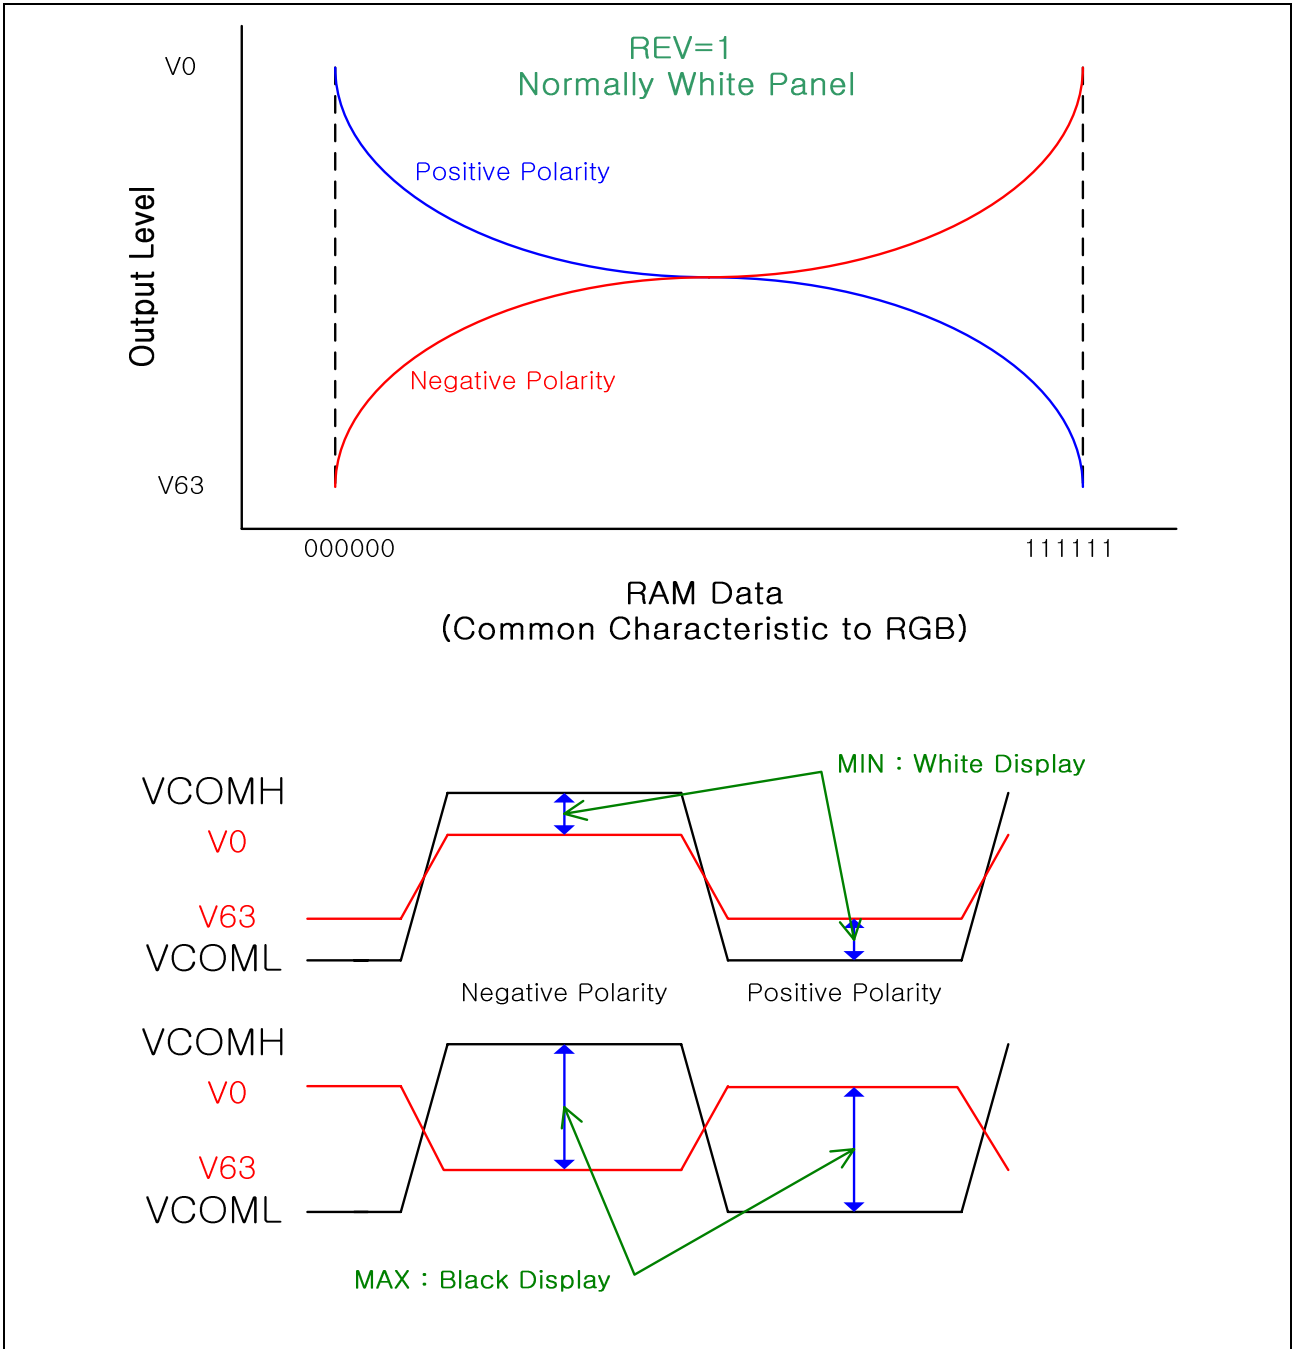 REV=1
Normally White Panel
V0
Positive Polarity
Output Level
Negative Polarity
V63
000000
111111
RAM Data
(Common Characteristic to RGB)
MIN : White Display
VCOMH
V0
V63
VCOML
Negative Polarity
Positive Polarity
VCOMH
V0
V63
VCOML
MAX : Black Display